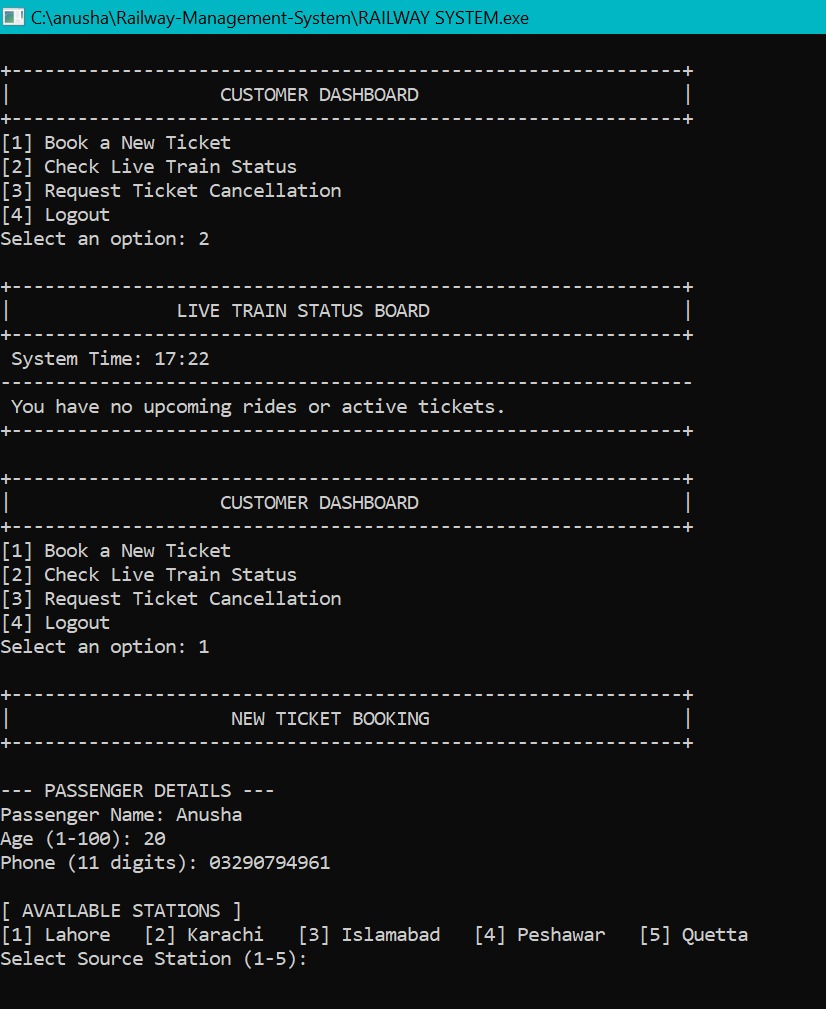 C:\anusha\Railway-Management-System\RAILWAY SYSTEM.exe
+-------------------------------------------------------------+
|                   CUSTOMER DASHBOARD                        |
+-------------------------------------------------------------+
[1] Book a New Ticket
[2] Check Live Train Status
[3] Request Ticket Cancellation
[4] Logout
Select an option: 2
+-------------------------------------------------------------+
|               LIVE TRAIN STATUS BOARD                       |
+-------------------------------------------------------------+
 System Time: 17:22
---------------------------------------------------------------
 You have no upcoming rides or active tickets.
+-------------------------------------------------------------+
+-------------------------------------------------------------+
|                   CUSTOMER DASHBOARD                        |
+-------------------------------------------------------------+
[1] Book a New Ticket
[2] Check Live Train Status
[3] Request Ticket Cancellation
[4] Logout
Select an option: 1
+-------------------------------------------------------------+
|                    NEW TICKET BOOKING                       |
+-------------------------------------------------------------+
--- PASSENGER DETAILS ---
Passenger Name: Anusha
Age (1-100): 20
Phone (11 digits): 03290794961
[ AVAILABLE STATIONS ]
[1] Lahore   [2] Karachi   [3] Islamabad   [4] Peshawar   [5] Quetta
Select Source Station (1-5):